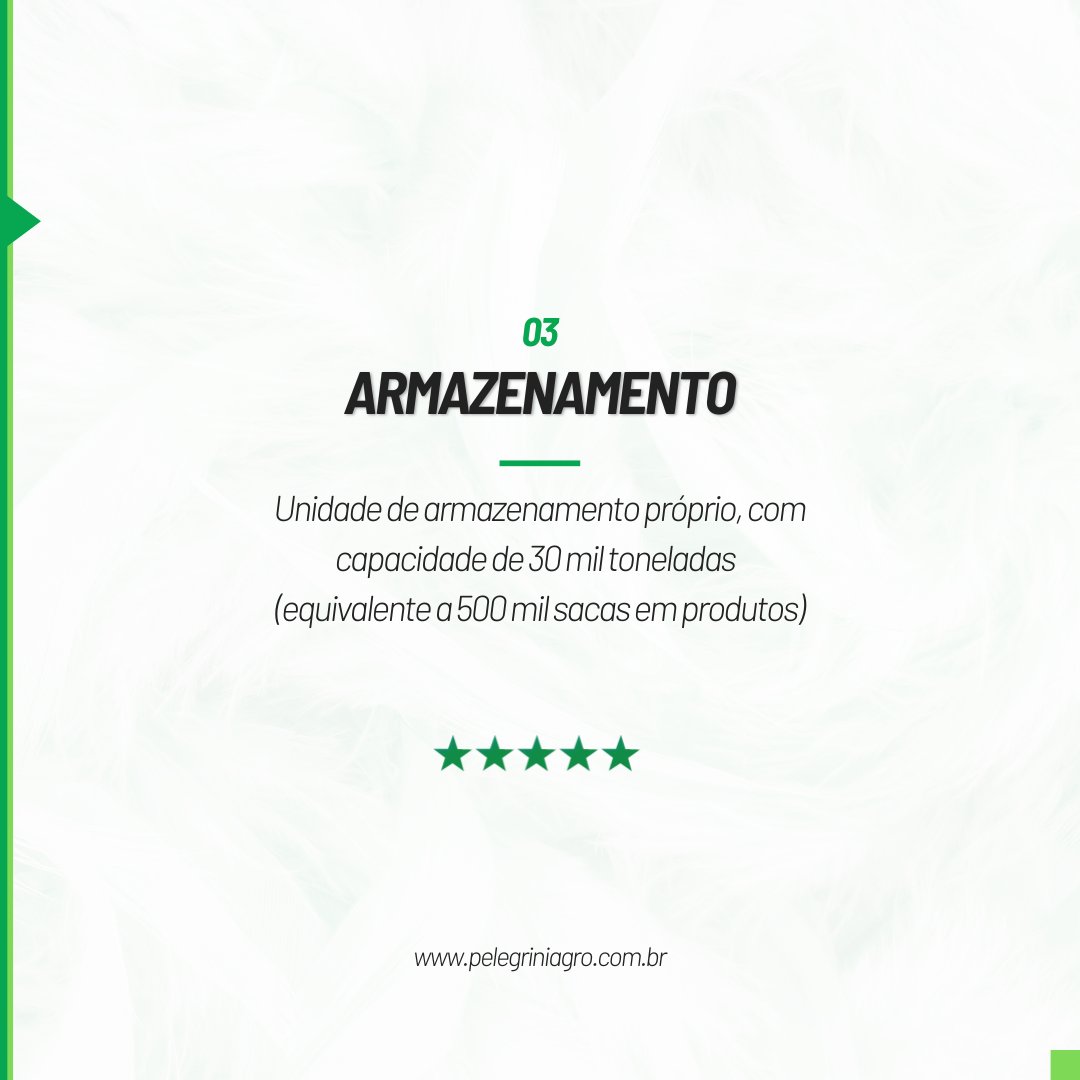 03
ARMAZENAMENTO
Unidade de armazenamento próprio, com
capacidade de 30 mil toneladas
(equivalente a 500 mil sacas em produtos)
www.pelegriniagro.com.br